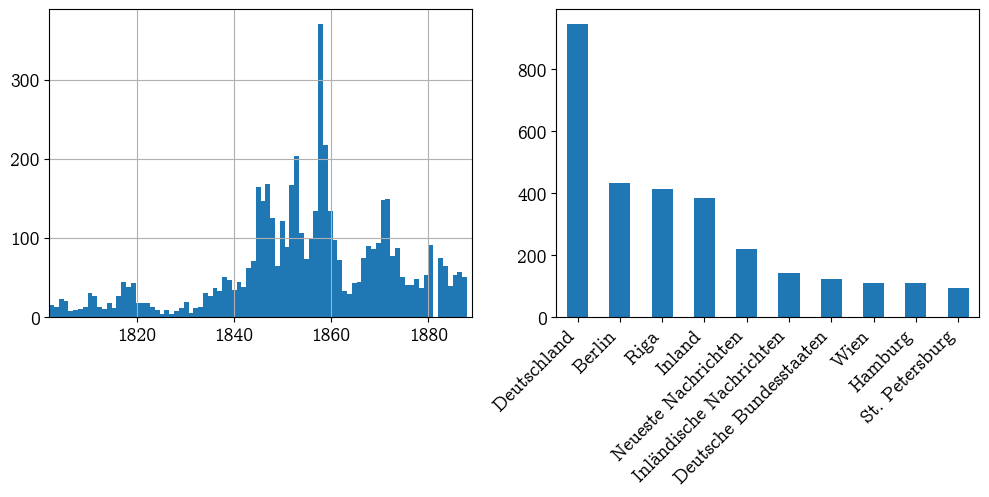 300
200
100
0
1820 1840 1860 1880
800
600
400
200
0
Deutschland
Berlin
Riga
Inland
Neueste Nachrichten
Inländische Nachrichten
Deutsche Bundesstaaten
Wien
Hamburg
St. Petersburg